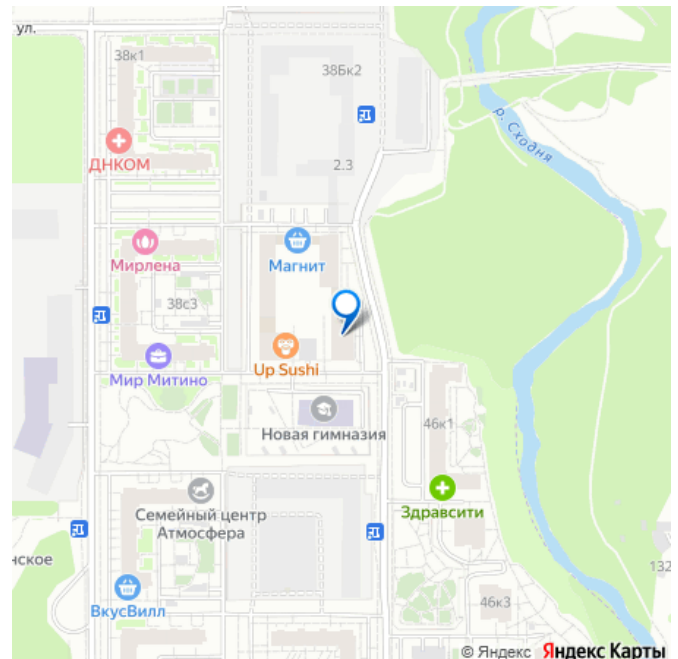 ул.
38к1
38Бк2
р. Сходня
ДНКОМ
2.3
Мирлена
Магнит
38с3
Up Sushi
Мир Митино
Новая гимназия
46к1
Здравсити
Семейный центр
Атмосфера
нское
132
ВкусВилл
46к3
© Яндекс Яндекс Карты